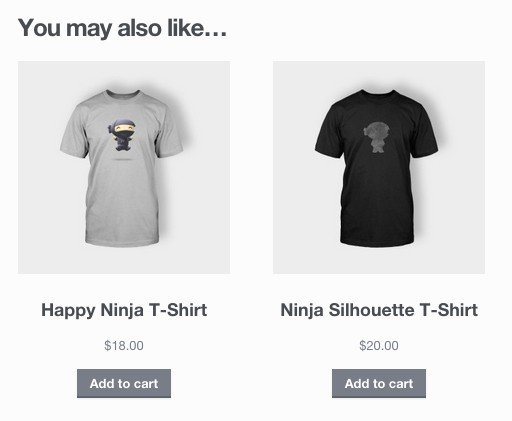 You may also like…
Happy Ninja T-Shirt
$18.00
Add to cart
Ninja Silhouette T-Shirt
$20.00
Add to cart